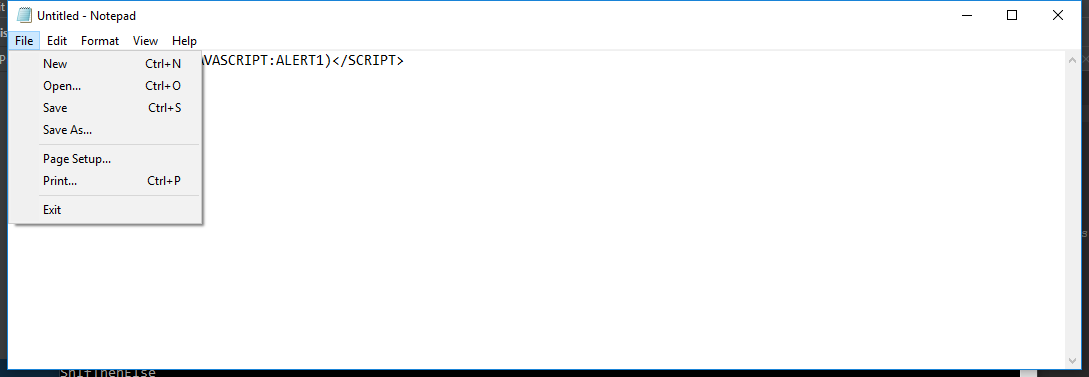 Untitled - Notepad
File Edit Format View Help
AVASCRIPT:ALERT1)</SCRIPT>
New Ctrl+N
Open... Ctrl+O
Save Ctrl+S
Save As...
Page Setup...
Print... Ctrl+P
Exit
ShIfThenElse